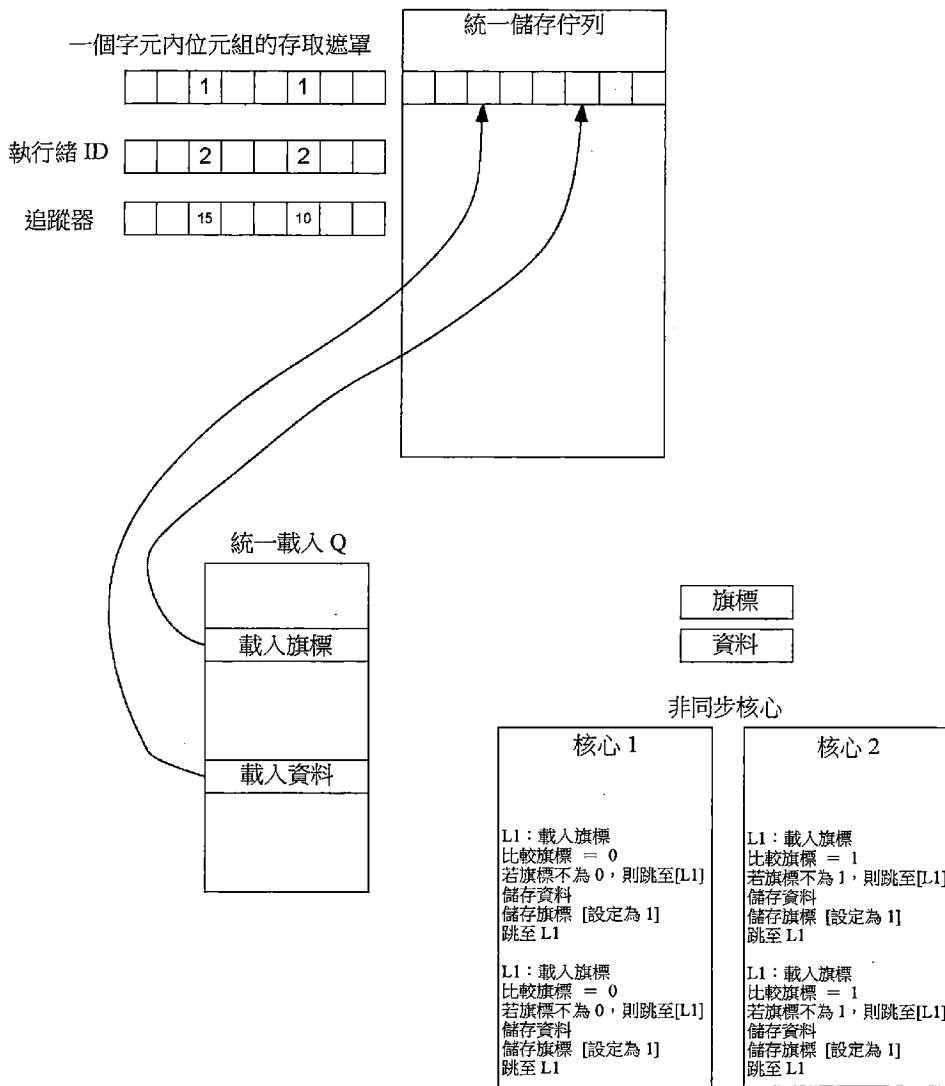 統一儲存佇列
一個字元內位元組的存取遮罩
1 1
執行緒 ID
2 2
追蹤器
15 10
統一載入 Q
載入旗標
載入資料
旗標
資料
非同步核心
核心 1
L1：載入旗標
比較旗標 = 0
若旗標不為 0，則跳至[L1]
儲存資料
儲存旗標 [設定為 1]
跳至 L1
L1：載入旗標
比較旗標 = 0
若旗標不為 0，則跳至[L1]
儲存資料
儲存旗標 [設定為 1]
跳至 L1
核心 2
L1：載入旗標
比較旗標 = 1
若旗標不為 1，則跳至[L1]
儲存資料
儲存旗標 [設定為 1]
跳至 L1
L1：載入旗標
比較旗標 = 1
若旗標不為 1，則跳至[L1]
儲存資料
儲存旗標 [設定為 1]
跳至 L1